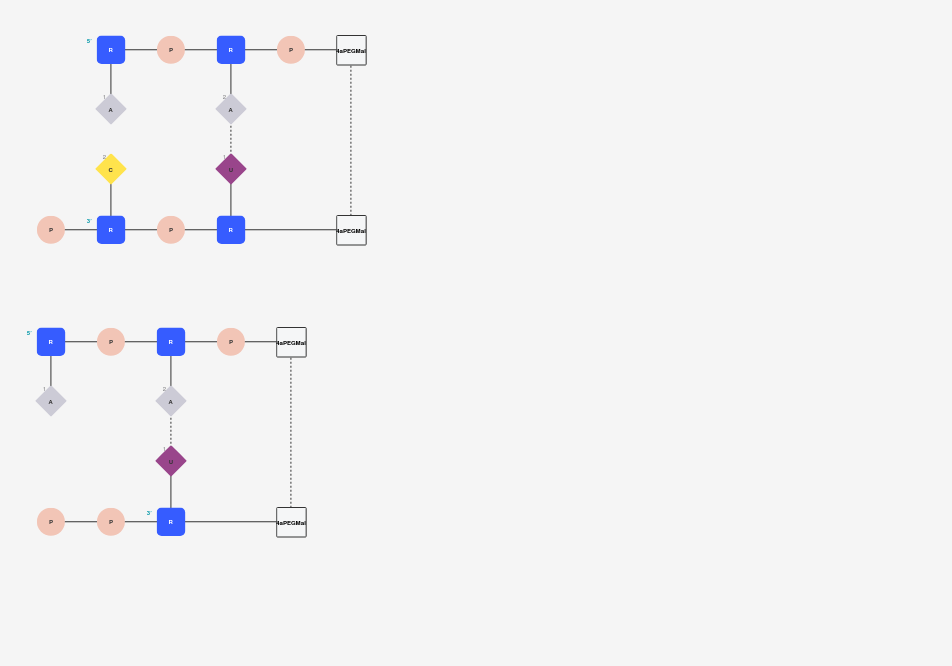 5' R P R P 4aPEGMal
1 2
A A
2 1
C U
P 3' R P R 4aPEGMal
5' R P R P 4aPEGMal
1 2
A A
1
U
P P 3' R 4aPEGMal